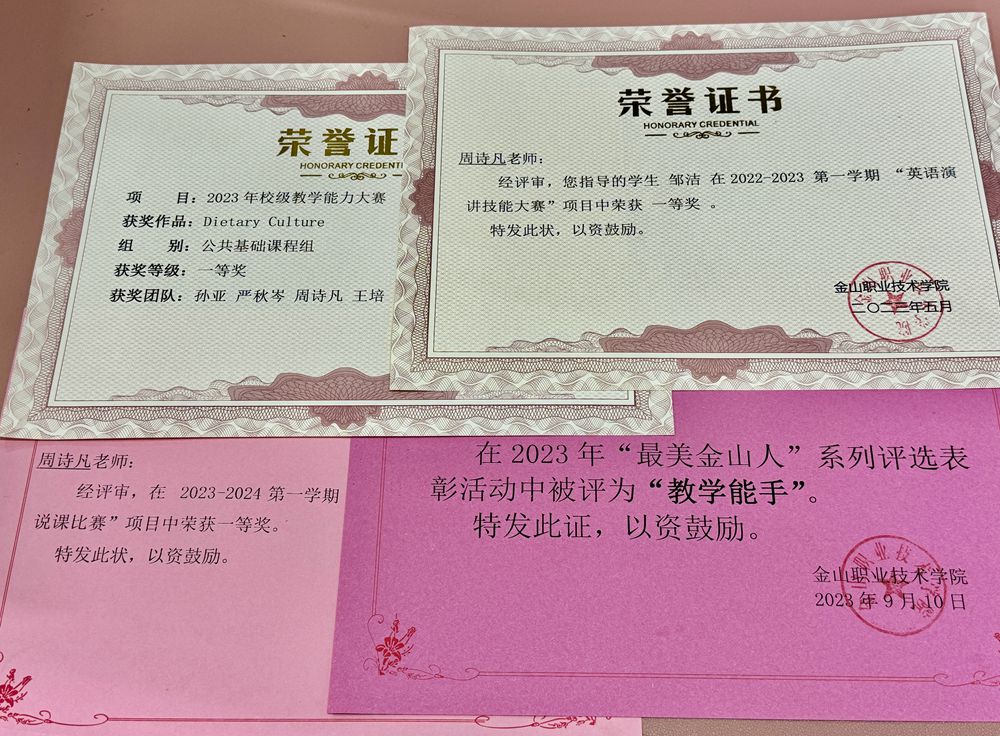 荣誉证
HONORARY CREDENTI
项　　目：2023 年校级教学能力大赛
获奖作品：Dietary Culture
组　　别：公共基础课程组
获奖等级：一等奖
获奖团队：孙亚 严秋岑 周诗凡 王培
荣誉证书
HONORARY CREDENTIAL
周诗凡老师：
经评审，您指导的学生 邹洁 在 2022-2023 第一学期 “英语演
讲技能大赛”项目中荣获 一等奖 。
特发此状，以资鼓励。
金山职业技术学院
二〇二三年五月
周诗凡老师：
经评审，在 2023-2024 第一学期
说课比赛”项目中荣获一等奖。
特发此状，以资鼓励。
在 2023 年“最美金山人”系列评选表
彰活动中被评为“教学能手”。
特发此证，以资鼓励。
金山职业技术学院
2023 年 9 月 10 日